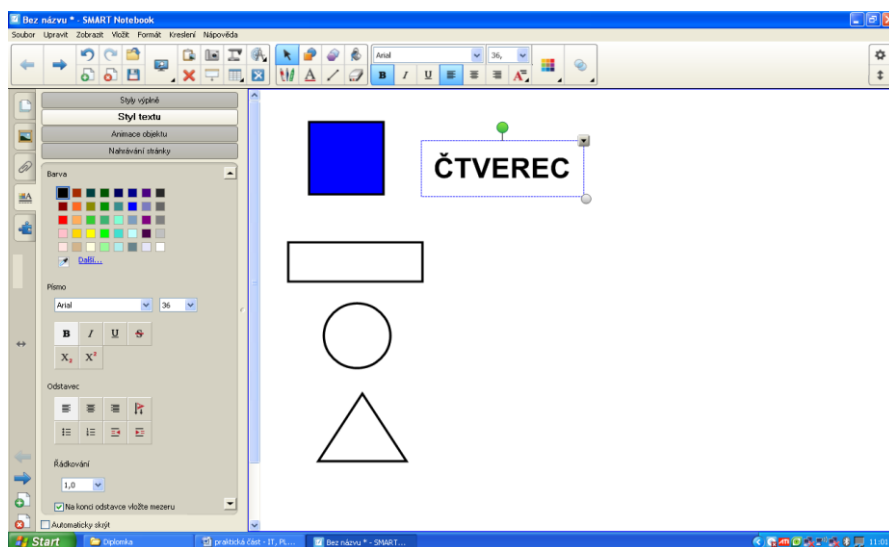 Bez názvu * - SMART Notebook
Soubor Upravit Zobrazit Vložit Formát Kreslení Nápověda
Arial 36,
B I U
Styly výplně
Styl textu
Animace objektu
Nahrávání stránky
Barva
Další...
Písmo
Arial 36
B I U S
X₂ X²
Odstavec
Řádkování
1,0
Na konci odstavce vložte mezeru
Automaticky skrýt
ČTVEREC
Start Diplomka praktická část - IT, PL... Bez názvu * - SMART... 11:01